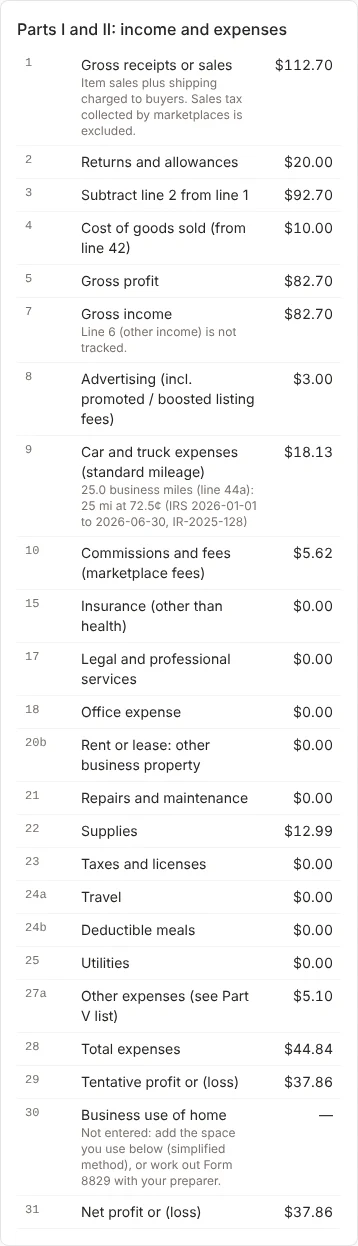 Parts I and II: income and expenses
1 Gross receipts or sales $112.70
Item sales plus shipping
charged to buyers. Sales tax
collected by marketplaces is
excluded.
2 Returns and allowances $20.00
3 Subtract line 2 from line 1 $92.70
4 Cost of goods sold (from $10.00
line 42)
5 Gross profit $82.70
7 Gross income $82.70
Line 6 (other income) is not
tracked.
8 Advertising (incl. $3.00
promoted / boosted listing
fees)
9 Car and truck expenses $18.13
(standard mileage)
25.0 business miles (line 44a):
25 mi at 72.5¢ (IRS 2026-01-01
to 2026-06-30, IR-2025-128)
10 Commissions and fees $5.62
(marketplace fees)
15 Insurance (other than $0.00
health)
17 Legal and professional $0.00
services
18 Office expense $0.00
20b Rent or lease: other $0.00
business property
21 Repairs and maintenance $0.00
22 Supplies $12.99
23 Taxes and licenses $0.00
24a Travel $0.00
24b Deductible meals $0.00
25 Utilities $0.00
27a Other expenses (see Part $5.10
V list)
28 Total expenses $44.84
29 Tentative profit or (loss) $37.86
30 Business use of home —
Not entered: add the space
you use below (simplified
method), or work out Form
8829 with your preparer.
31 Net profit or (loss) $37.86